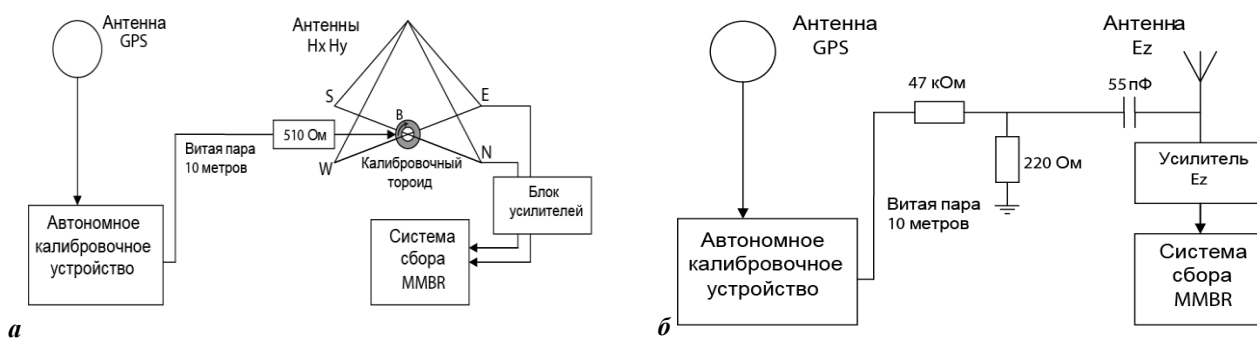 Антенна
GPS
Антенны
Hx Hy
S
E
B
510 Ом
W
N
Витая пара
10 метров
Калибровочный
тороид
Блок
усилителей
Автономное
калибровочное
устройство
Система
сбора
MMBR
а
Антенна
GPS
Антенна
Ez
47 кОм
55 пФ
220 Ом
Усилитель
Ez
Витая пара
10 метров
Автономное
калибровочное
устройство
Система
сбора
MMBR
б